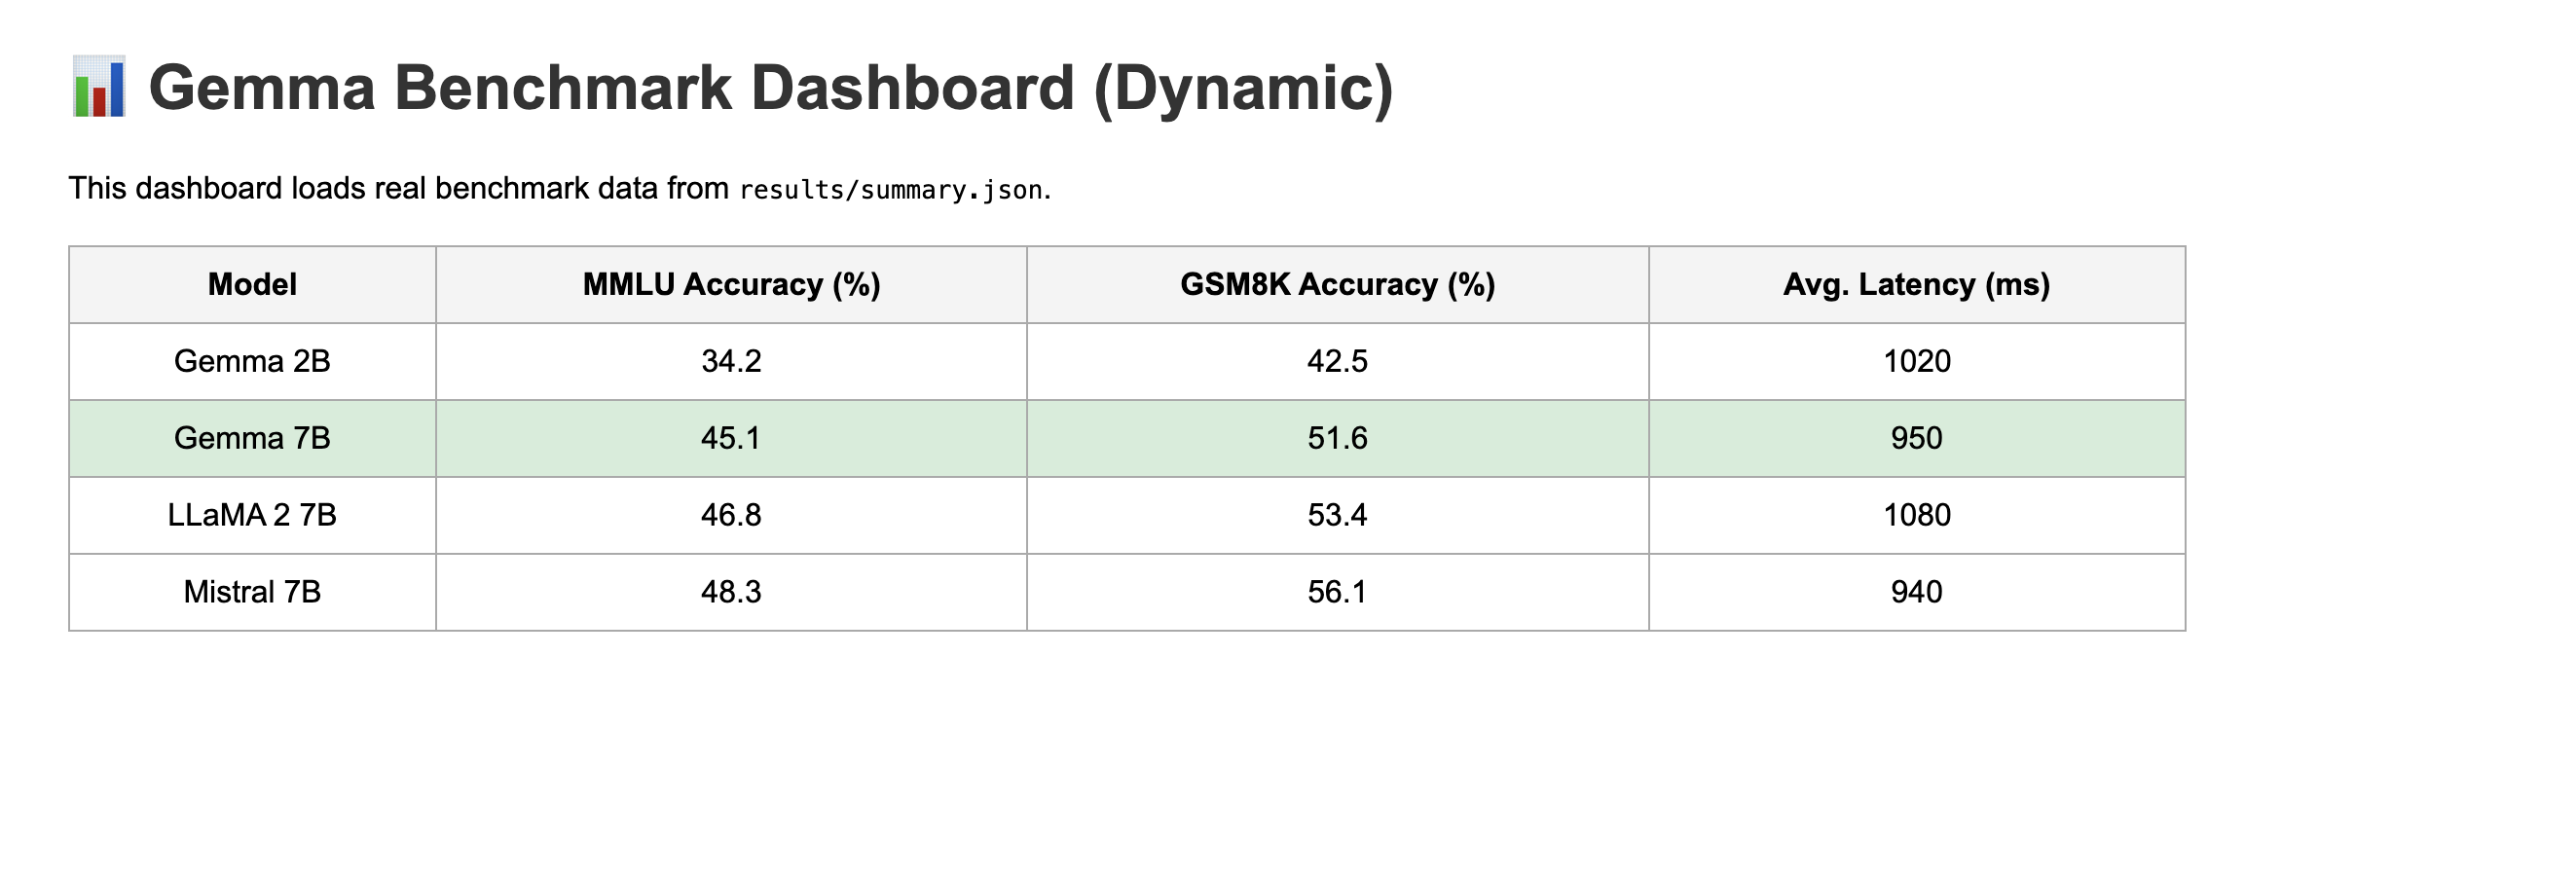 Gemma Benchmark Dashboard (Dynamic)
This dashboard loads real benchmark data from results/summary.json.
Model MMLU Accuracy (%) GSM8K Accuracy (%) Avg. Latency (ms)
Gemma 2B 34.2 42.5 1020
Gemma 7B 45.1 51.6 950
LLaMA 2 7B 46.8 53.4 1080
Mistral 7B 48.3 56.1 940